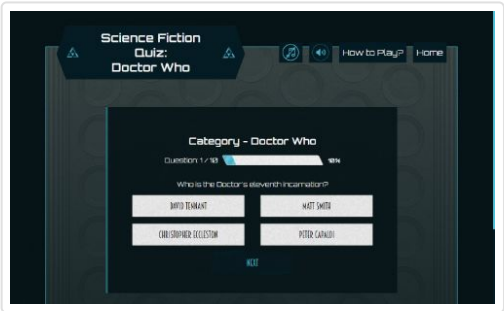 Science Fiction
Quiz:
Doctor Who
How to Play?
Home
Category - Doctor Who
Question 1 / 10
10%
Who is the Doctor's eleventh incarnation?
DAVID TENNANT
MATT SMITH
CHRISTOPHER ECCLESTON
PETER CAPALDI
NEXT